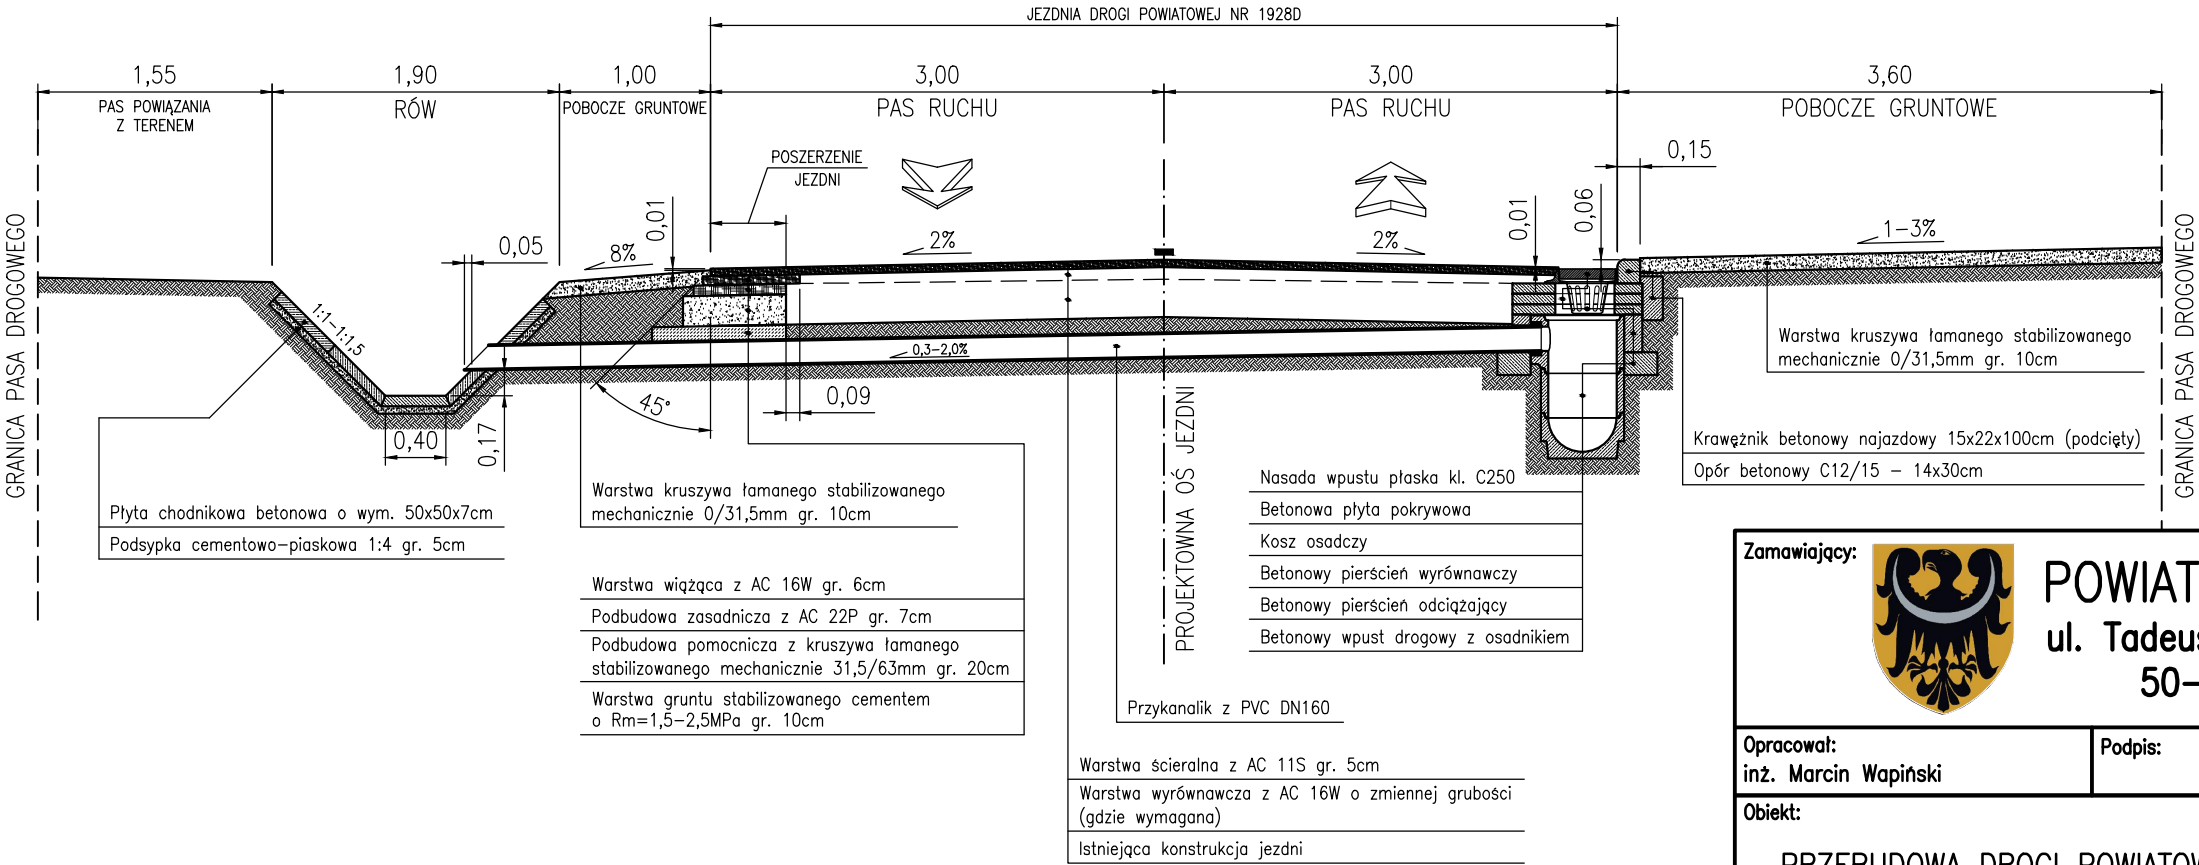 JEZDNIA DROGI POWIATOWEJ NR 1928D
1,55
1,90
1,00
3,00
3,00
3,60
PAS POWIĄZANIA
Z TERENEM
RÓW
POBOCZE GRUNTOWE
PAS RUCHU
PAS RUCHU
POBOCZE GRUNTOWE
POSZERZENIE
JEZDNI
0,15
0,01
0,01
0,06
0,05
8%
2%
2%
1-3%
GRANICA PASA DROGOWEGO
GRANICA PASA DROGOWEGO
1:1-1:1,5
0,3-2,0%
45°
0,09
0,40
0,17
PROJEKTOWNA OŚ JEZDNI
Warstwa kruszywa łamanego stabilizowanego
mechanicznie 0/31,5mm gr. 10cm
Krawężnik betonowy najazdowy 15x22x100cm (podcięty)
Opór betonowy C12/15 - 14x30cm
Płyta chodnikowa betonowa o wym. 50x50x7cm
Podsypka cementowo-piaskowa 1:4 gr. 5cm
Warstwa kruszywa łamanego stabilizowanego
mechanicznie 0/31,5mm gr. 10cm
Warstwa wiążąca z AC 16W gr. 6cm
Podbudowa zasadnicza z AC 22P gr. 7cm
Podbudowa pomocnicza z kruszywa łamanego
stabilizowanego mechanicznie 31,5/63mm gr. 20cm
Warstwa gruntu stabilizowanego cementem
o Rm=1,5-2,5MPa gr. 10cm
Nasada wpustu płaska kl. C250
Betonowa płyta pokrywowa
Kosz osadczy
Betonowy pierścień wyrównawczy
Betonowy pierścień odciążający
Betonowy wpust drogowy z osadnikiem
Przykanalik z PVC DN160
Warstwa ścieralna z AC 11S gr. 5cm
Warstwa wyrównawcza z AC 16W o zmiennej grubości
(gdzie wymagana)
Istniejąca konstrukcja jezdni
Zamawiający:
POWIAT
ul. Tadeus
50-
Opracował:
inż. Marcin Wapiński
Podpis:
Obiekt:
PRZEBUDOWA DROGI POWIATOW